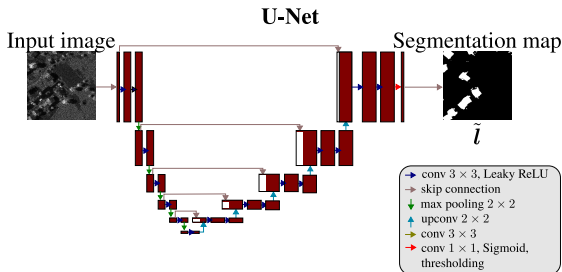 U-Net
Input image
Segmentation map
l̃
conv 3 × 3, Leaky ReLU
skip connection
max pooling 2 × 2
upconv 2 × 2
conv 3 × 3
conv 1 × 1, Sigmoid,
thresholding